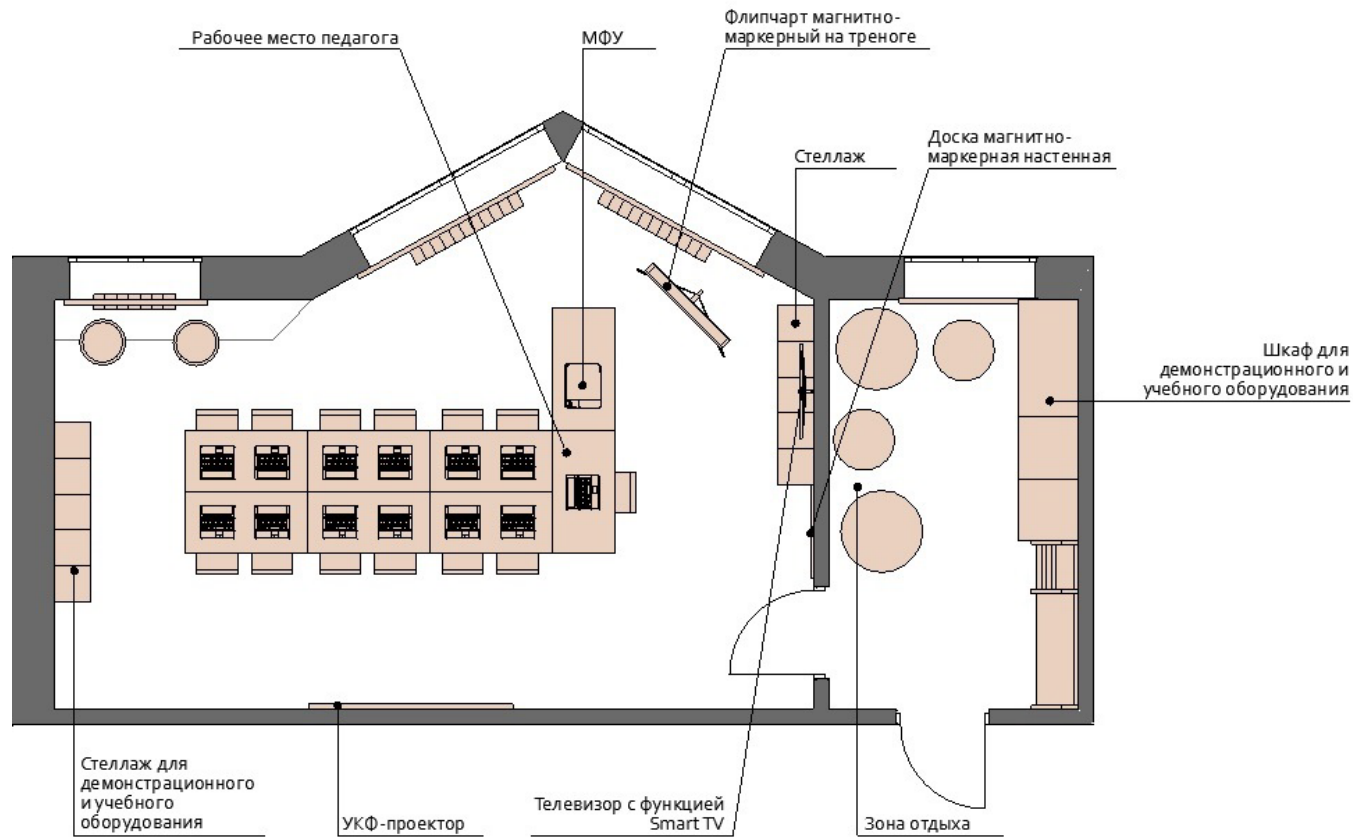 Флипчарт магнитно-
маркерный на треноге
Рабочее место педагога
МФУ
Доска магнитно-
маркерная настенная
Стеллаж
Шкаф для
демонстрационного и
учебного оборудования
Стеллаж для
демонстрационного
и учебного
оборудования
УКФ-проектор
Телевизор с функцией
Smart TV
Зона отдыха